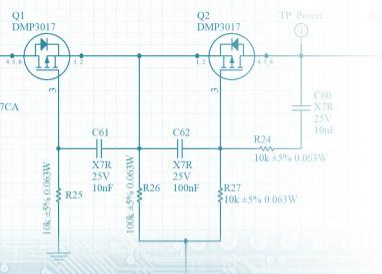 Q1
DMP3017
Q2
DMP3017
TP_Power
4,5,6
1,2
1,2
4,5,6
3
3
7CA
C60
X7R
25V
10nF
C61
X7R
25V
10nF
C62
X7R
25V
100nF
R24
10k ±5% 0.063W
R25
10k ±5% 0.063W
R26
100k ±5% 0.063W
R27
10k ±5% 0.063W